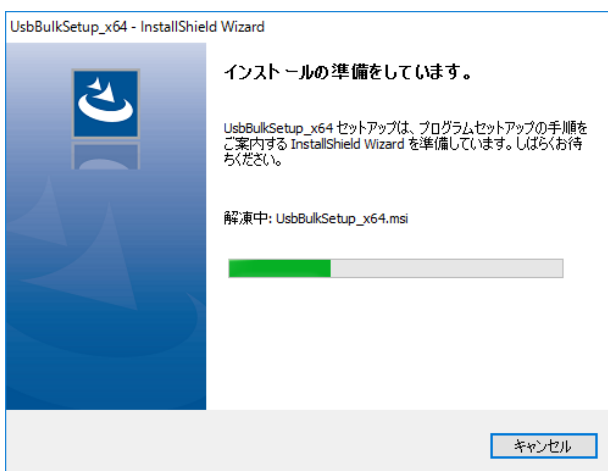 UsbBulkSetup_x64 - InstallShield Wizard
インストールの準備をしています。
UsbBulkSetup_x64 セットアップは、プログラムセットアップの手順を
ご案内する InstallShield Wizard を準備しています。しばらくお待
ちください。
解凍中: UsbBulkSetup_x64.msi
キャンセル